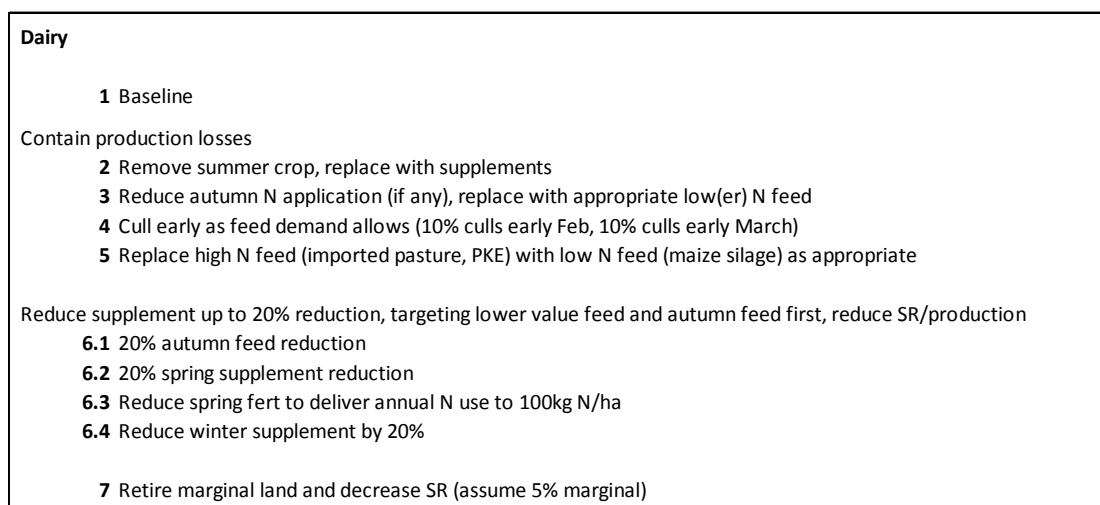 Dairy
1 Baseline
Contain production losses
2 Remove summer crop, replace with supplements
3 Reduce autumn N application (if any), replace with appropriate low(er) N feed
4 Cull early as feed demand allows (10% culls early Feb, 10% culls early March)
5 Replace high N feed (imported pasture, PKE) with low N feed (maize silage) as appropriate
Reduce supplement up to 20% reduction, targeting lower value feed and autumn feed first, reduce SR/production
6.1 20% autumn feed reduction
6.2 20% spring supplement reduction
6.3 Reduce spring fert to deliver annual N use to 100kg N/ha
6.4 Reduce winter supplement by 20%
7 Retire marginal land and decrease SR (assume 5% marginal)